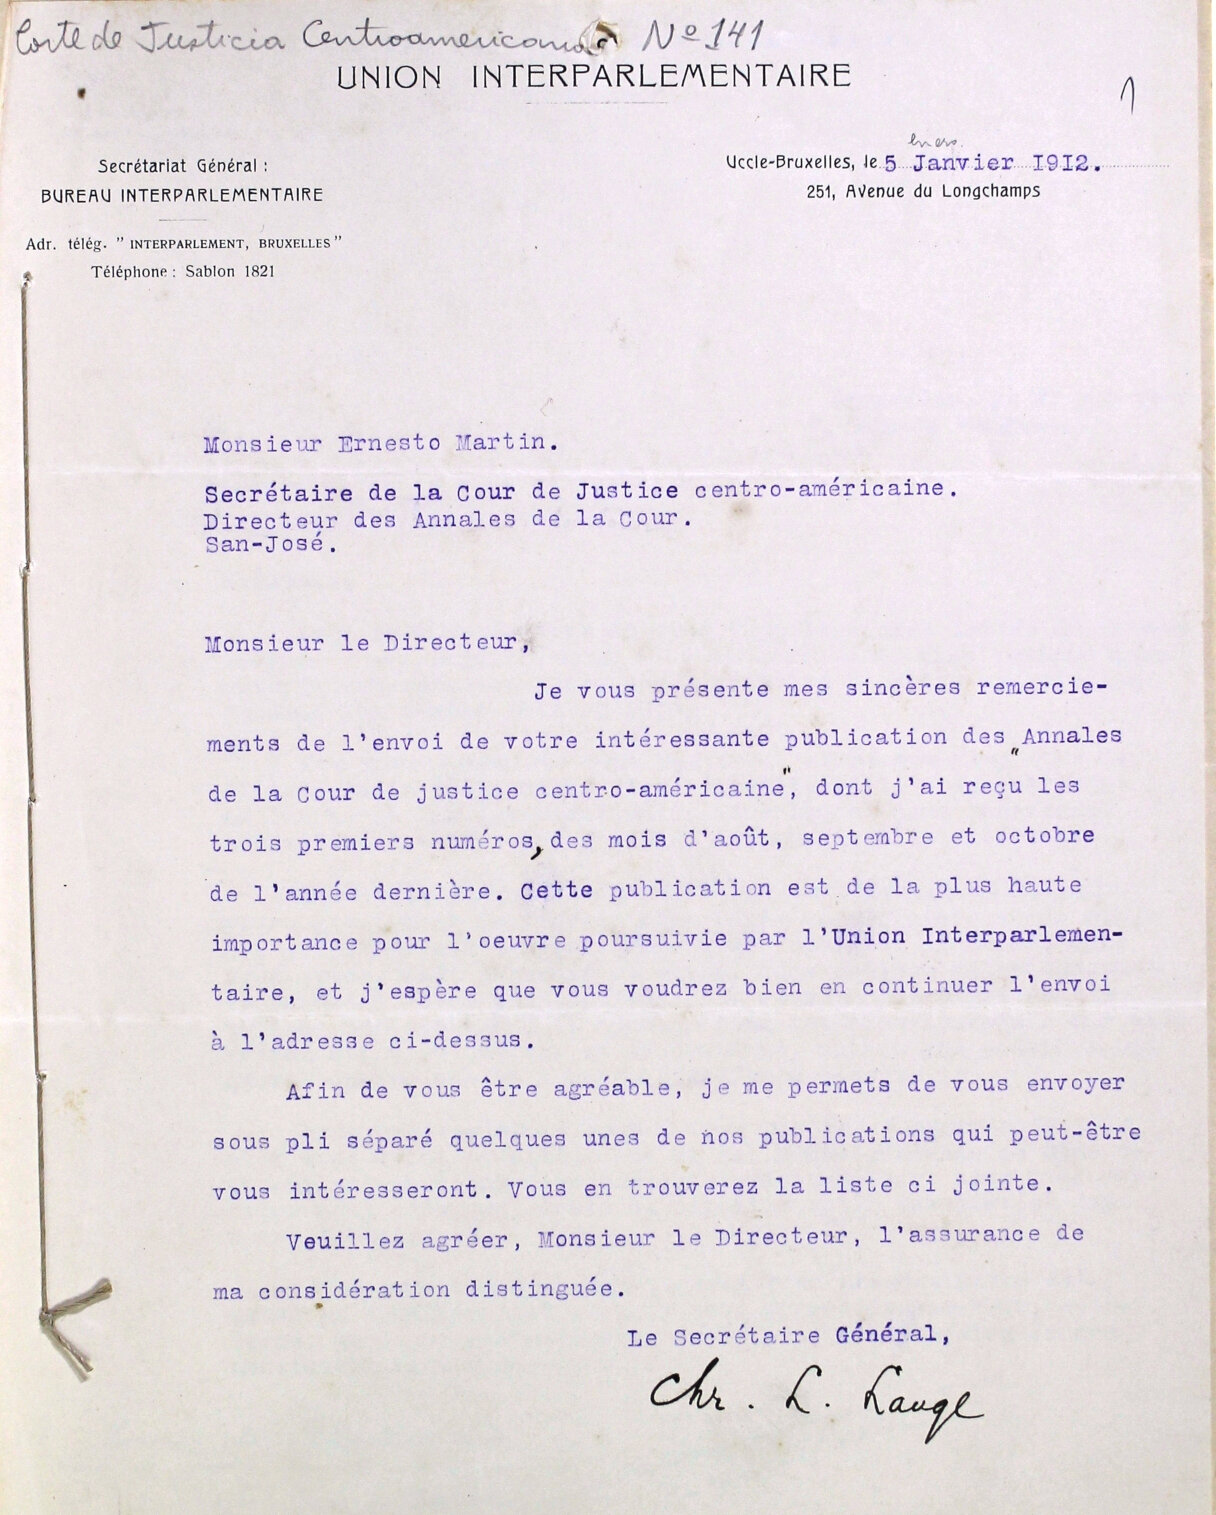 Corte de Justicia Centroamericana Nº 141
UNION INTERPARLEMENTAIRE
1
Secrétariat Général :
BUREAU INTERPARLEMENTAIRE
Adr. télég. " INTERPARLEMENT, BRUXELLES "
Téléphone : Sablon 1821
enero.
Uccle-Bruxelles, le 5 Janvier 1912.
251, Avenue du Longchamps
Monsieur Ernesto Martin.
Secrétaire de la Cour de Justice centro-américaine.
Directeur des Annales de la Cour.
San-José.
Monsieur le Directeur,
Je vous présente mes sincères remercie-
ments de l'envoi de votre intéressante publication des „Annales
de la Cour de justice centro-américaine", dont j'ai reçu les
trois premiers numéros, des mois d'août, septembre et octobre
de l'année dernière. Cette publication est de la plus haute
importance pour l'oeuvre poursuivie par l'Union Interparlemen-
taire, et j'espère que vous voudrez bien en continuer l'envoi
à l'adresse ci-dessus.
Afin de vous être agréable, je me permets de vous envoyer
sous pli séparé quelques unes de nos publications qui peut-être
vous intéresseront. Vous en trouverez la liste ci jointe.
Veuillez agréer, Monsieur le Directeur, l'assurance de
ma considération distinguée.
Le Secrétaire Général,
Chr. L. Lange